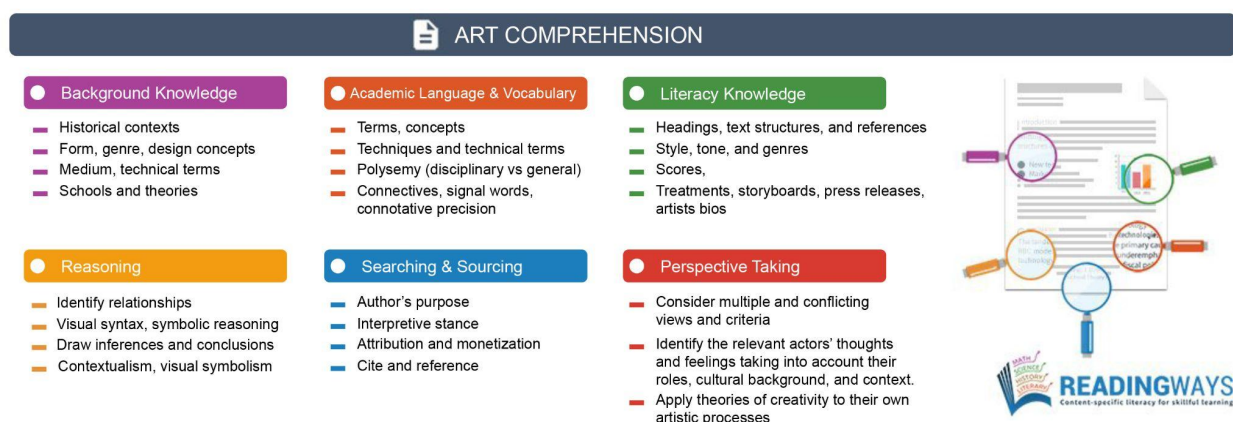 ART COMPREHENSION
Background Knowledge
Historical contexts
Form, genre, design concepts
Medium, technical terms
Schools and theories
Academic Language & Vocabulary
Terms, concepts
Techniques and technical terms
Polysemy (disciplinary vs general)
Connectives, signal words,
connotative precision
Literacy Knowledge
Headings, text structures, and references
Style, tone, and genres
Scores,
Treatments, storyboards, press releases,
artists bios
Reasoning
Identify relationships
Visual syntax, symbolic reasoning
Draw inferences and conclusions
Contextualism, visual symbolism
Searching & Sourcing
Author's purpose
Interpretive stance
Attribution and monetization
Cite and reference
Perspective Taking
Consider multiple and conflicting
views and criteria
Identify the relevant actors' thoughts
and feelings taking into account their
roles, cultural background, and context.
Apply theories of creativity to their own
artistic processes
MATH
SCIENCE
HISTORY
LITERARY
READINGWAYS
Content-specific literacy for skillful learning